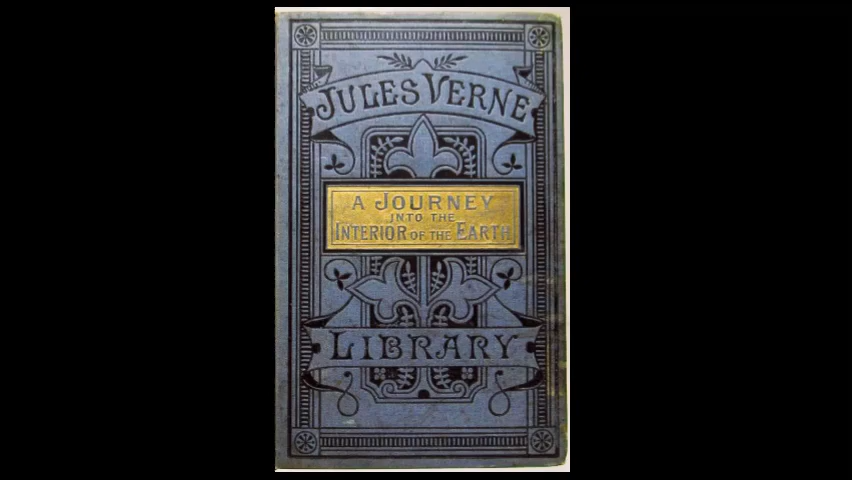 JULES VERNE
A JOURNEY
INTO THE
INTERIOR OF THE EARTH
LIBRARY